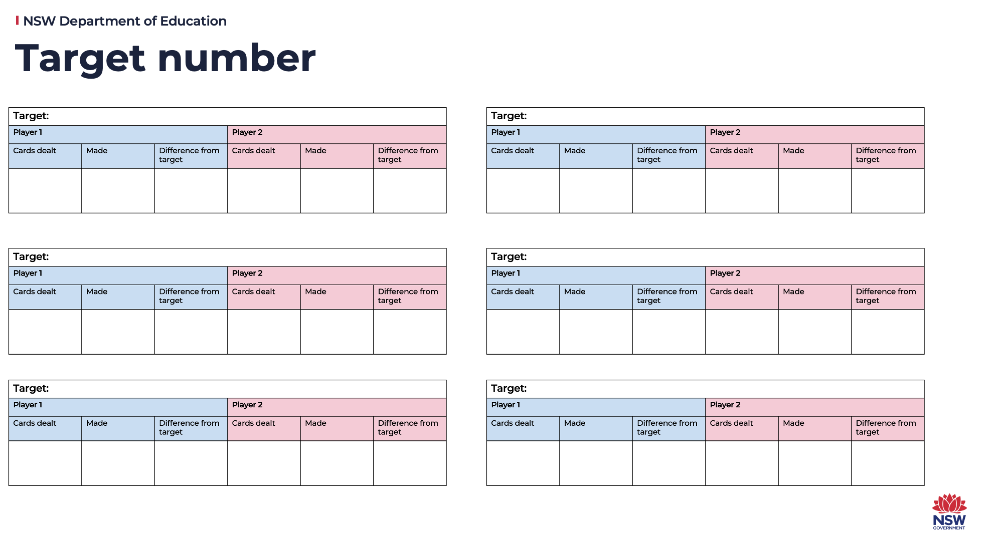 NSW Department of Education
Target number
Target:
Player 1 Player 2
Cards dealt Made Difference from target Cards dealt Made Difference from target
Target:
Player 1 Player 2
Cards dealt Made Difference from target Cards dealt Made Difference from target
Target:
Player 1 Player 2
Cards dealt Made Difference from target Cards dealt Made Difference from target
Target:
Player 1 Player 2
Cards dealt Made Difference from target Cards dealt Made Difference from target
Target:
Player 1 Player 2
Cards dealt Made Difference from target Cards dealt Made Difference from target
Target:
Player 1 Player 2
Cards dealt Made Difference from target Cards dealt Made Difference from target
NSW
GOVERNMENT